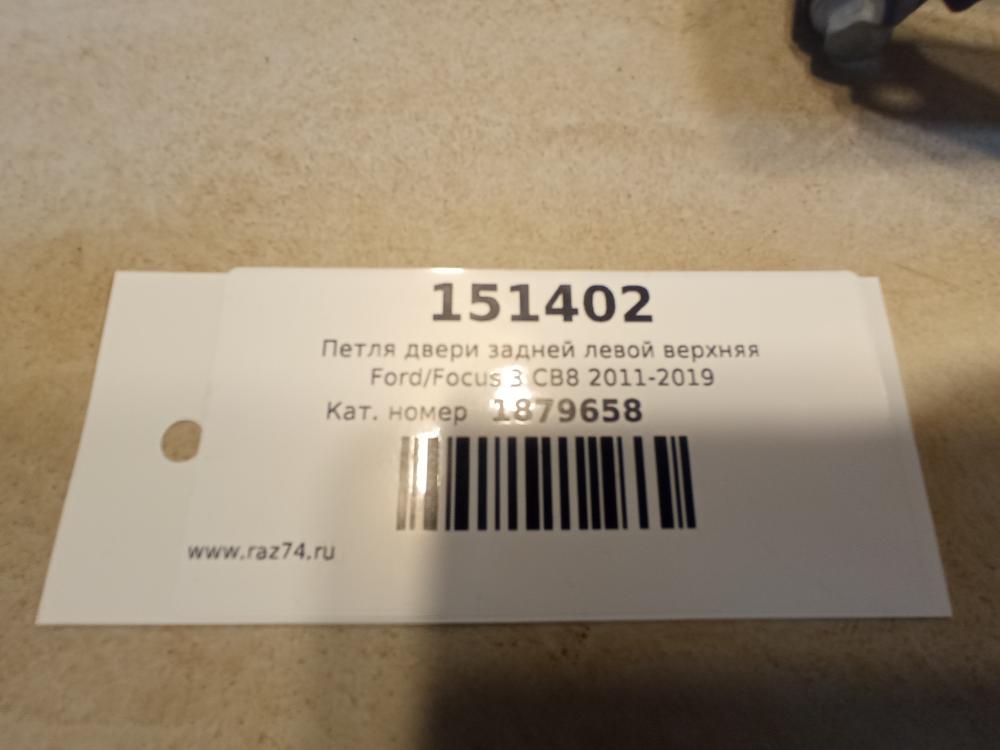 151402
Петля двери задней левой верхняя
Ford/Focus 3 CB8 2011-2019
Кат. номер 1879658
www.raz74.ru